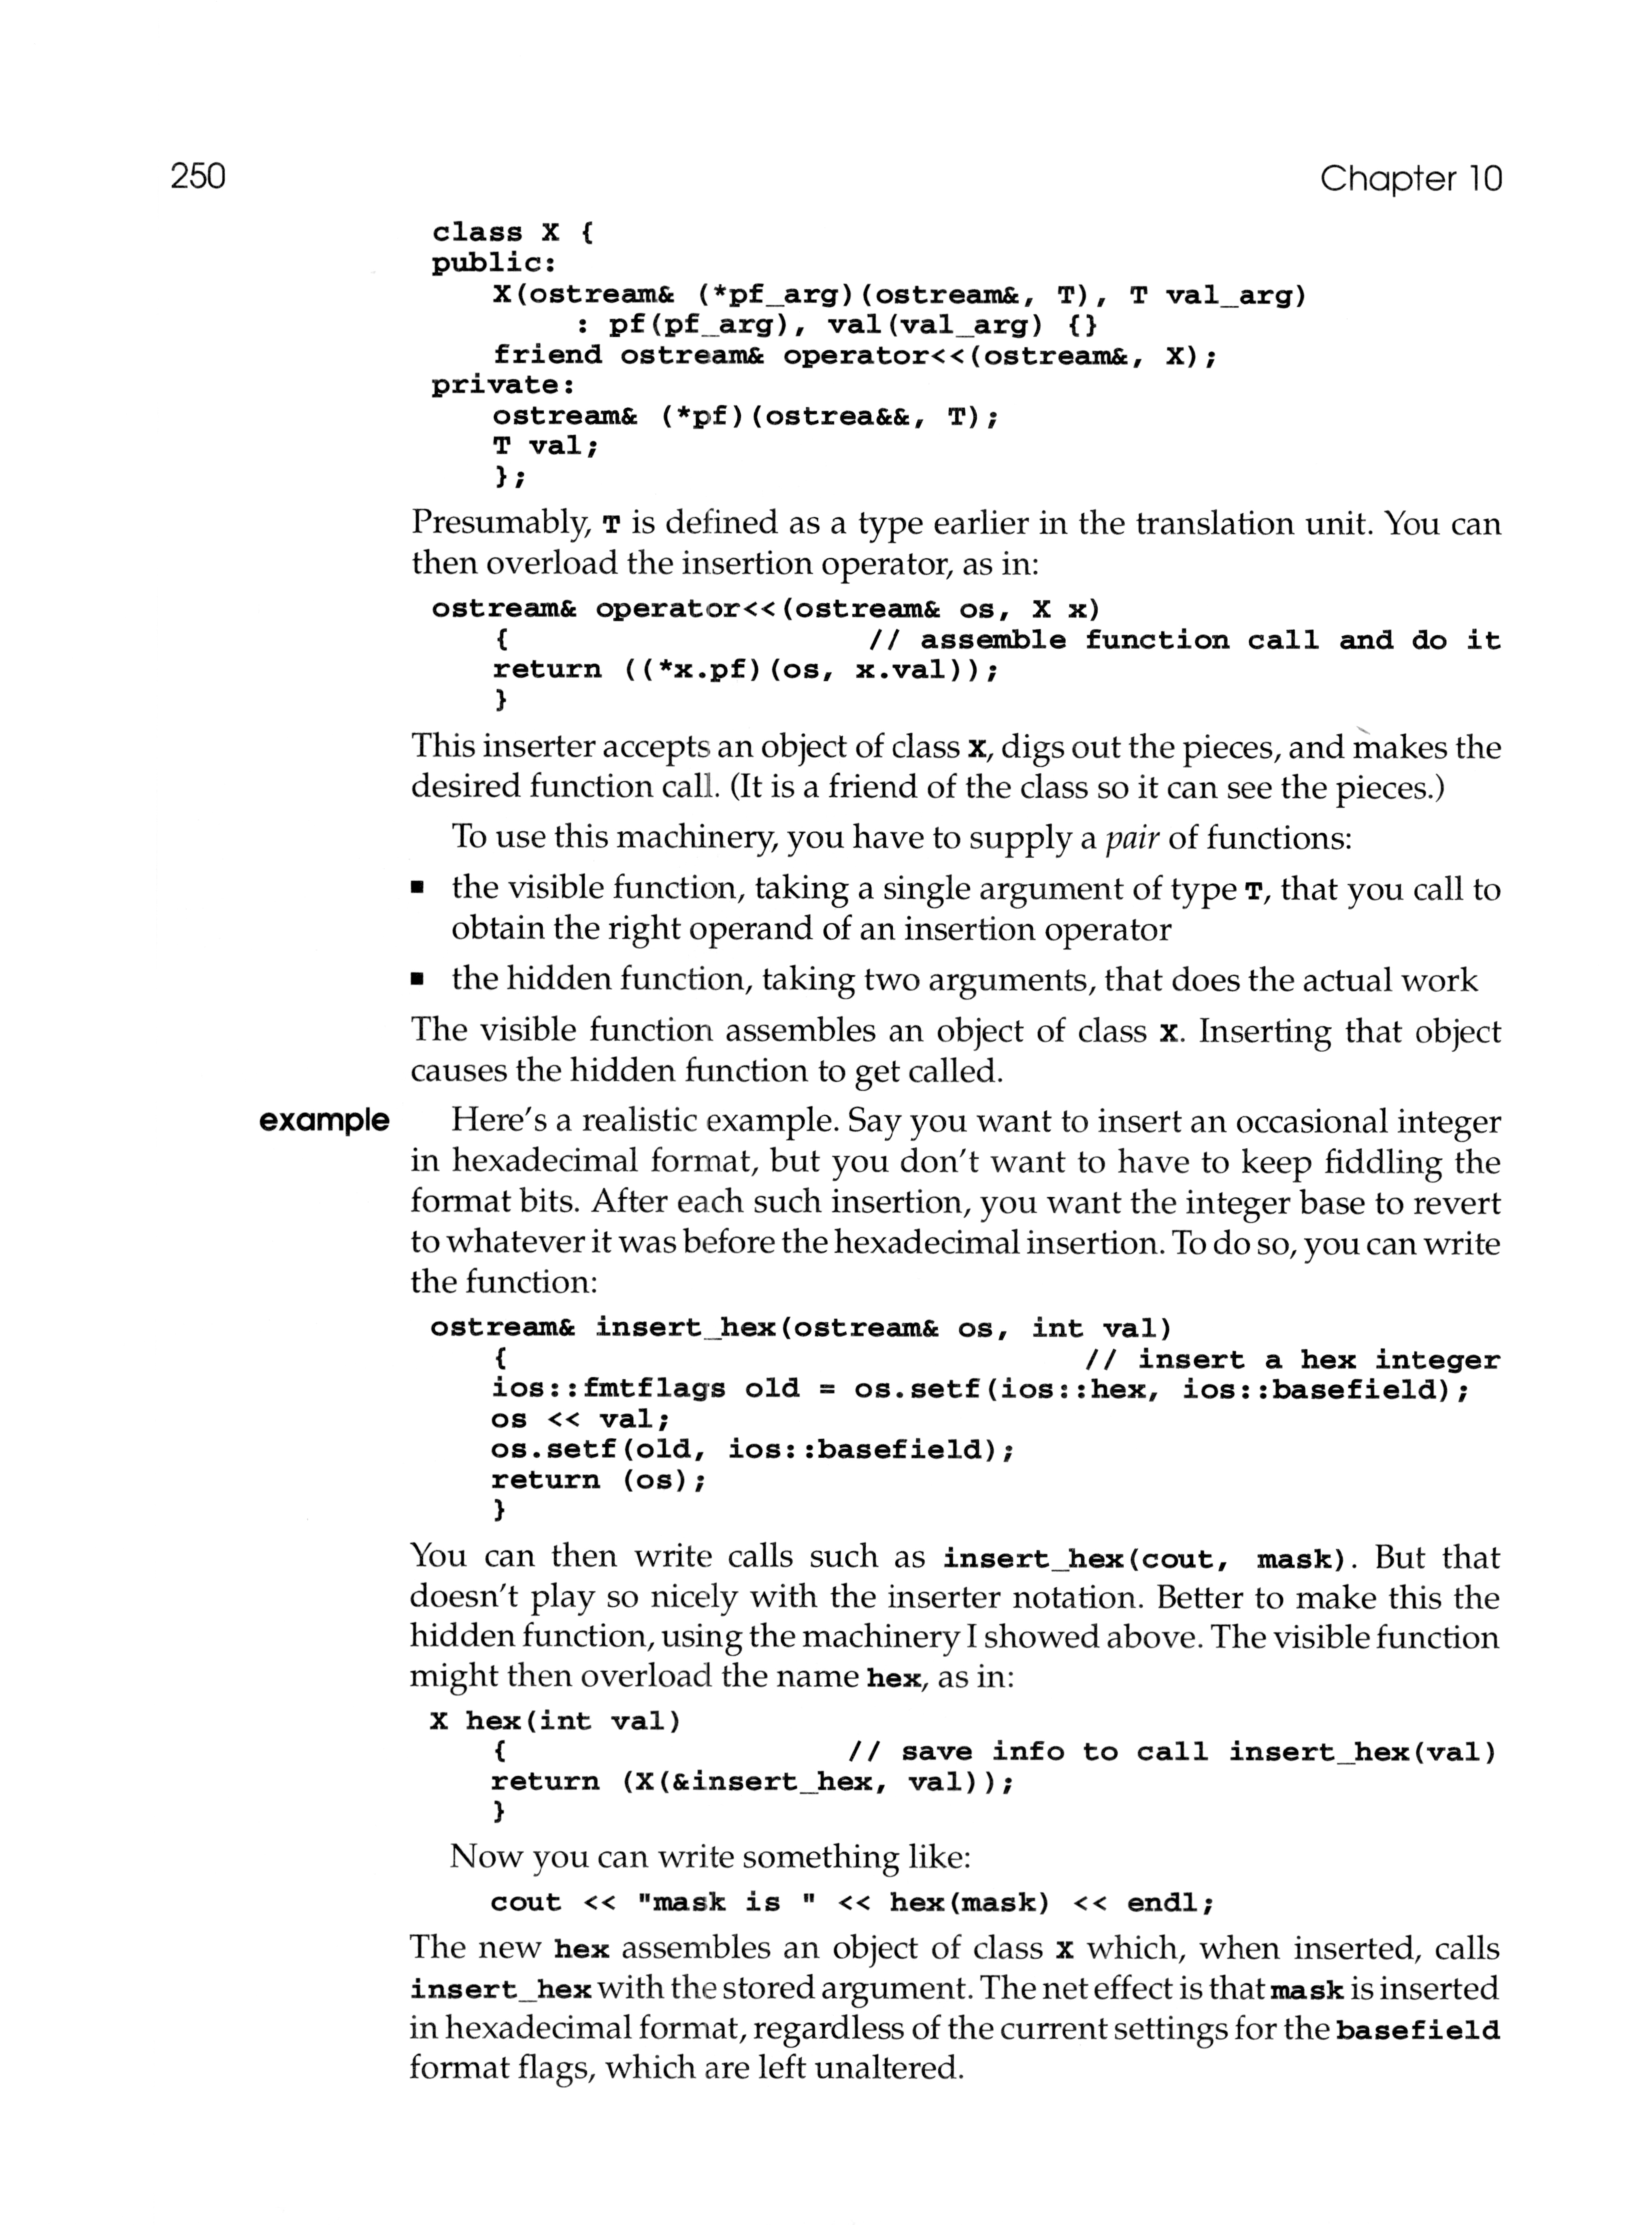 250 Chapter 10
class X {
public:
X(ostream& (*pf_arg)(ostream&, T), T val_arg)
: pf(pf_arg), val(val_arg) {}
friend ostream& operator<<(ostream&, X);
private:
ostream& (*pf)(ostrea&&, T);
T val;
};
Presumably, T is defined as a type earlier in the translation unit. You can
then overload the insertion operator, as in:
ostream& operator<<(ostream& os, X x)
{ // assemble function call and do it
return ((*x.pf)(os, x.val));
}
This inserter accepts an object of class X, digs out the pieces, and makes the
desired function call. (It is a friend of the class so it can see the pieces.)
To use this machinery, you have to supply a pair of functions:
■ the visible function, taking a single argument of type T, that you call to
obtain the right operand of an insertion operator
■ the hidden function, taking two arguments, that does the actual work
The visible function assembles an object of class X. Inserting that object
causes the hidden function to get called.
example Here's a realistic example. Say you want to insert an occasional integer
in hexadecimal format, but you don't want to have to keep fiddling the
format bits. After each such insertion, you want the integer base to revert
to whatever it was before the hexadecimal insertion. To do so, you can write
the function:
ostream& insert_hex(ostream& os, int val)
{ // insert a hex integer
ios::fmtflags old = os.setf(ios::hex, ios::basefield);
os << val;
os.setf(old, ios::basefield);
return (os);
}
You can then write calls such as insert_hex(cout, mask). But that
doesn't play so nicely with the inserter notation. Better to make this the
hidden function, using the machinery I showed above. The visible function
might then overload the name hex, as in:
X hex(int val)
{ // save info to call insert_hex(val)
return (X(&insert_hex, val));
}
Now you can write something like:
cout << "mask is " << hex(mask) << endl;
The new hex assembles an object of class X which, when inserted, calls
insert_hex with the stored argument. The net effect is that mask is inserted
in hexadecimal format, regardless of the current settings for the basefield
format flags, which are left unaltered.